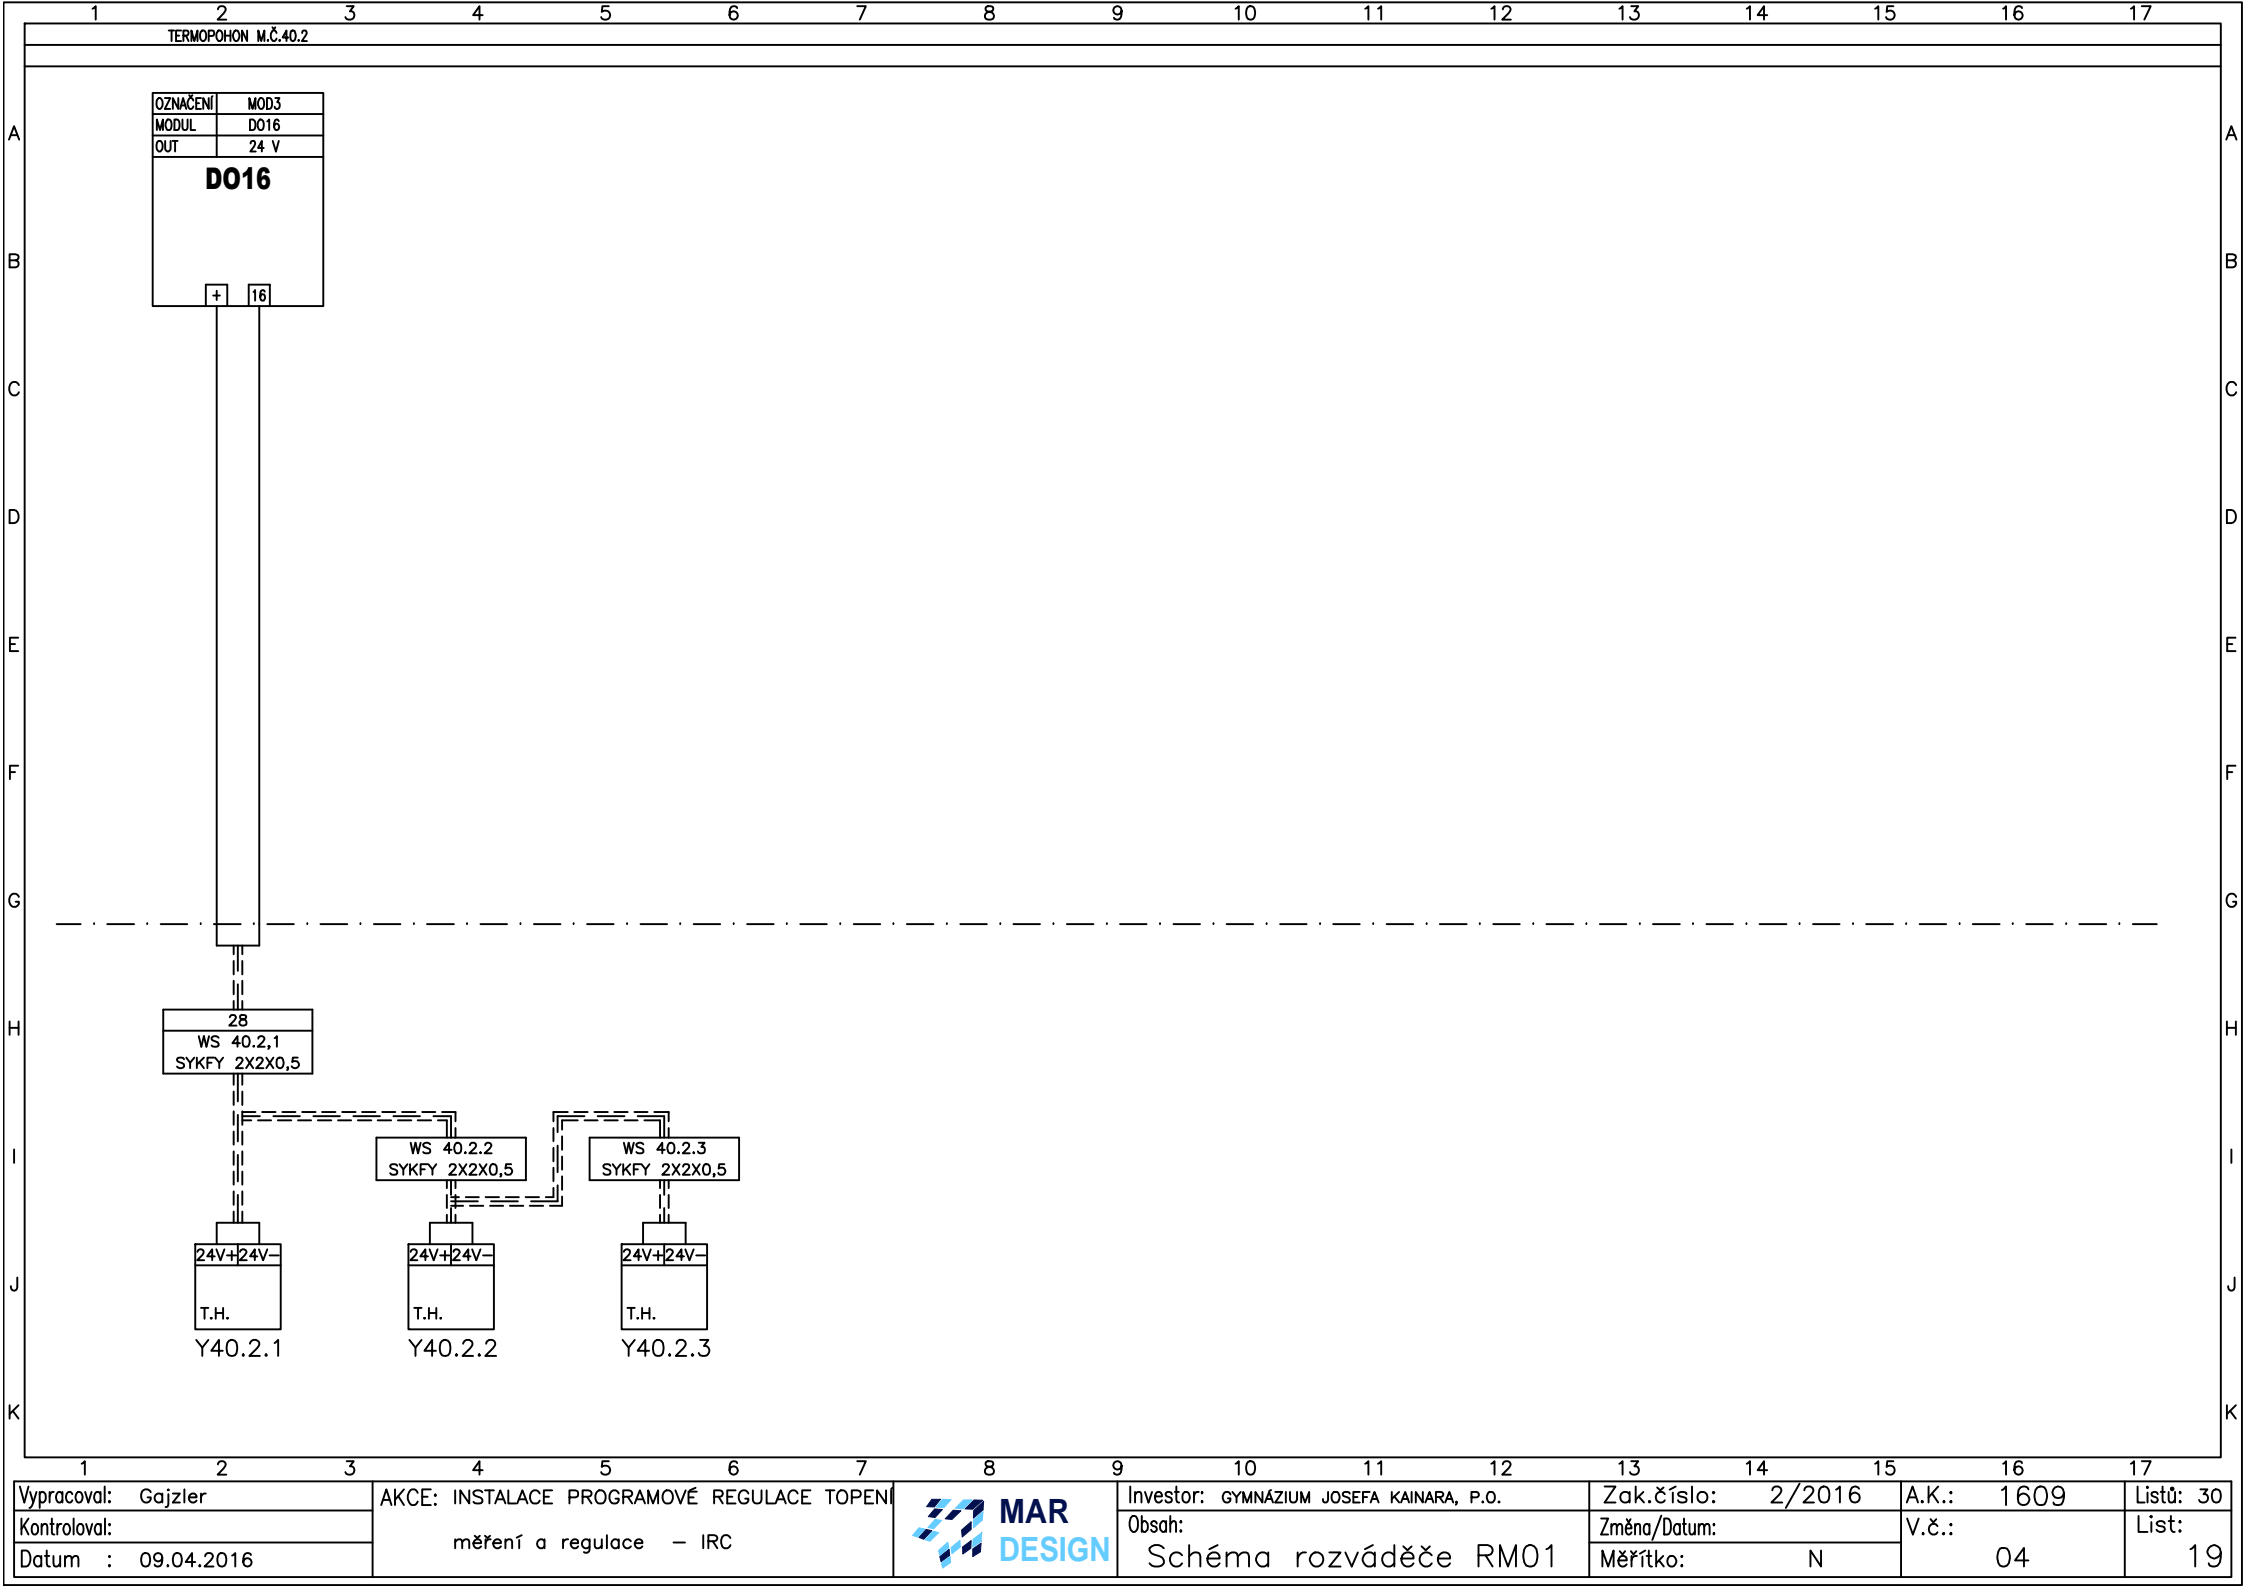 1 2 3 4 5 6 7 8 9 10 11 12 13 14 15 16 17
TERMOPOHON M.Č.40.2
OZNAČENÍ MOD3
MODUL DO16
OUT 24 V
DO16
+ 16
A A
B B
C C
D D
E E
F F
G G
H H
I I
J J
K K
28
WS 40.2,1
SYKFY 2X2X0,5
WS 40.2.2
SYKFY 2X2X0,5
WS 40.2.3
SYKFY 2X2X0,5
24V+ 24V- 24V+ 24V- 24V+ 24V-
T.H. T.H. T.H.
Y40.2.1 Y40.2.2 Y40.2.3
1 2 3 4 5 6 7 8 9 10 11 12 13 14 15 16 17
Vypracoval: Gajzler
Kontroloval:
Datum : 09.04.2016
AKCE: INSTALACE PROGRAMOVÉ REGULACE TOPENÍ
měření a regulace – IRC
MAR
DESIGN
Investor: GYMNÁZIUM JOSEFA KAINARA, P.O.
Obsah:
Schéma rozváděče RM01
Zak.číslo: 2/2016
Změna/Datum:
Měřítko: N
A.K.: 1609
V.č.:
04
Listů: 30
List:
19